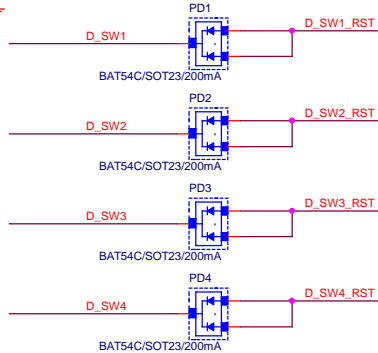 PD1
D_SW1
D_SW1_RST
BAT54C/SOT23/200mA
PD2
D_SW2
D_SW2_RST
BAT54C/SOT23/200mA
PD3
D_SW3
D_SW3_RST
BAT54C/SOT23/200mA
PD4
D_SW4
D_SW4_RST
BAT54C/SOT23/200mA